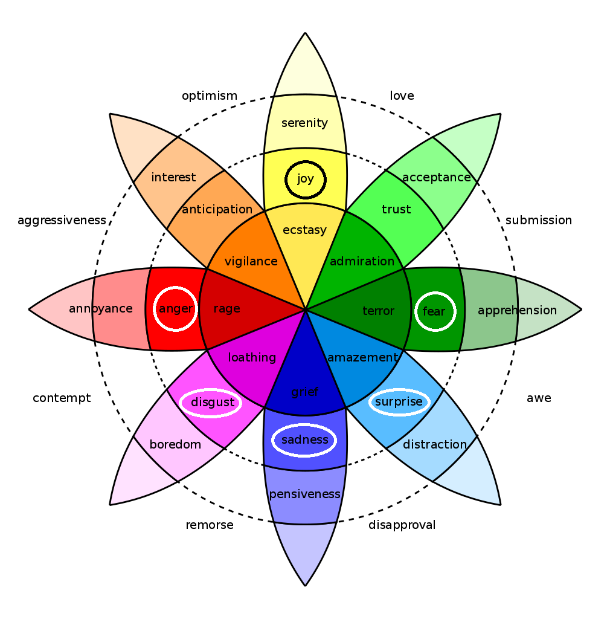 optimism
love
serenity
interest
acceptance
joy
anticipation
trust
aggressiveness
submission
ecstasy
vigilance
admiration
annoyance
anger
rage
terror
fear
apprehension
loathing
amazement
grief
contempt
awe
disgust
surprise
boredom
sadness
distraction
pensiveness
remorse
disapproval